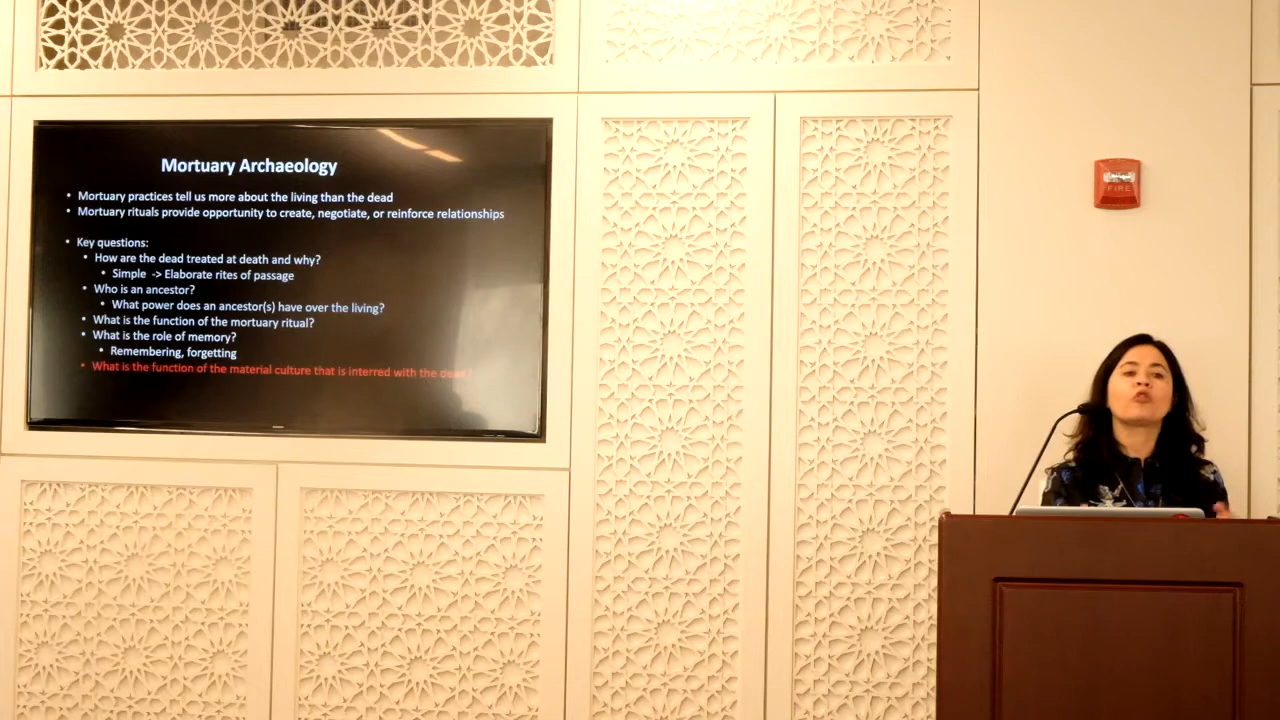 Mortuary Archaeology
• Mortuary practices tell us more about the living than the dead
• Mortuary rituals provide opportunity to create, negotiate, or reinforce relationships
• Key questions:
• How are the dead treated at death and why?
• Simple -> Elaborate rites of passage
• Who is an ancestor?
• What power does an ancestor(s) have over the living?
• What is the function of the mortuary ritual?
• What is the role of memory?
• Remembering, forgetting
• What is the function of the material culture that is interred with the dead?
FIRE